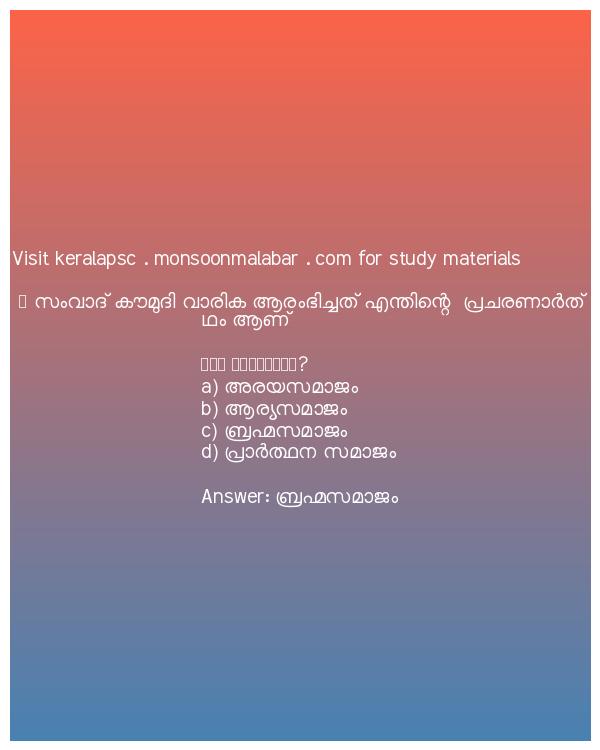 Visit keralapsc . monsoonmalabar . com for study materials
സംവാദ് കൗമുദി വാരിക ആരംഭിച്ചത് എന്തിന്റെ പ്രചരണാർത്
ഥം ആണ്
?
a) അരയസമാജം
b) ആര്യസമാജം
c) ബ്രഹ്മസമാജം
d) പ്രാർത്ഥന സമാജം
Answer: ബ്രഹ്മസമാജം